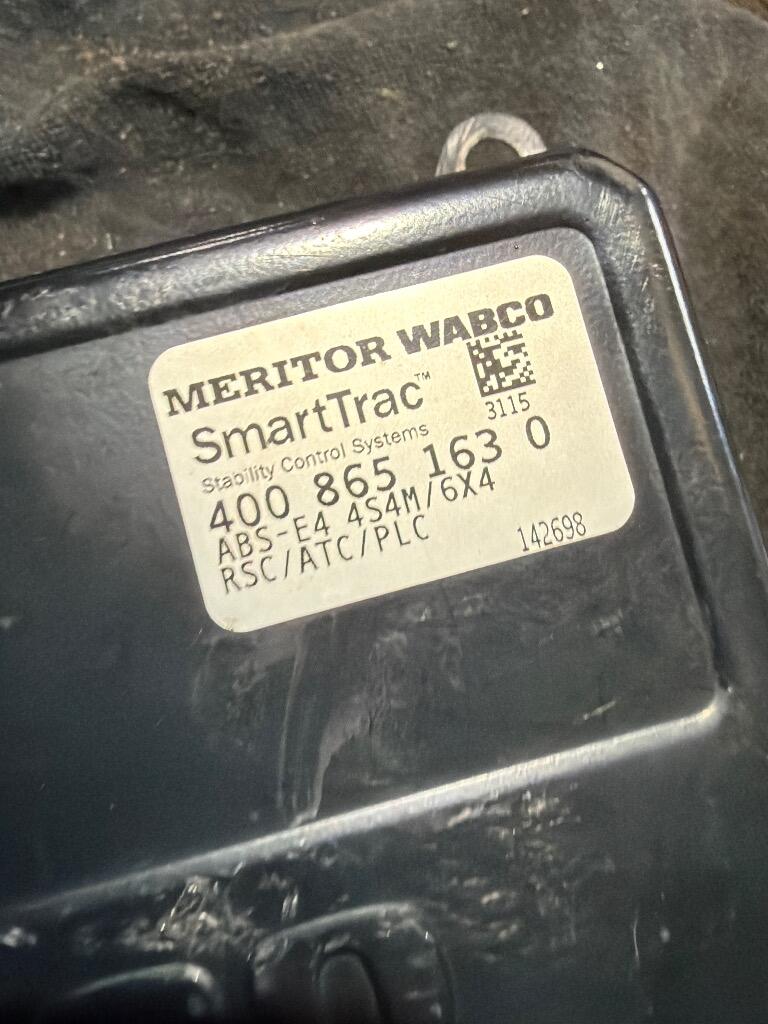 MERITOR WABCO
SmartTrac™
3115
Stability Control Systems
400 865 163 0
ABS-E4 4S4M/6X4
RSC/ATC/PLC
142698